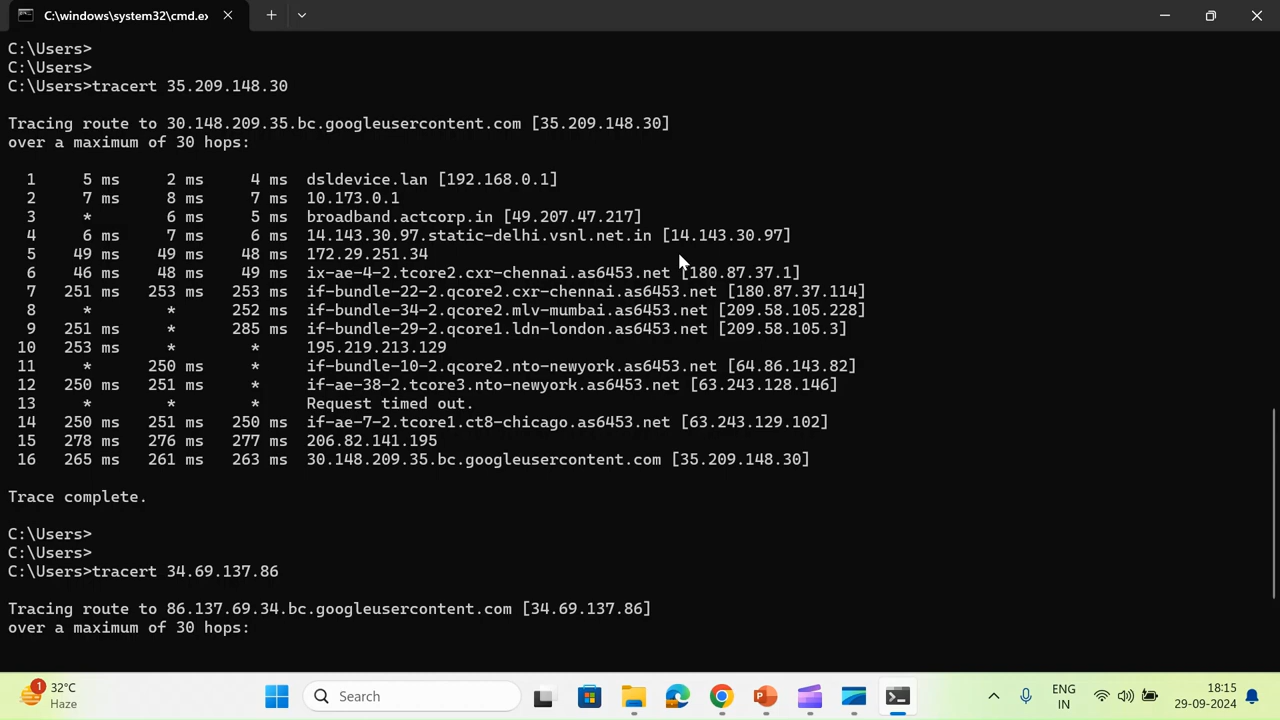 C:\windows\system32\cmd.ex
C:\Users>
C:\Users>
C:\Users>tracert 35.209.148.30
Tracing route to 30.148.209.35.bc.googleusercontent.com [35.209.148.30]
over a maximum of 30 hops:
1 5 ms 2 ms 4 ms dsldevice.lan [192.168.0.1]
2 7 ms 8 ms 7 ms 10.173.0.1
3 * 6 ms 5 ms broadband.actcorp.in [49.207.47.217]
4 6 ms 7 ms 6 ms 14.143.30.97.static-delhi.vsnl.net.in [14.143.30.97]
5 49 ms 49 ms 48 ms 172.29.251.34
6 46 ms 48 ms 49 ms ix-ae-4-2.tcore2.cxr-chennai.as6453.net [180.87.37.1]
7 251 ms 253 ms 253 ms if-bundle-22-2.qcore2.cxr-chennai.as6453.net [180.87.37.114]
8 * * 252 ms if-bundle-34-2.qcore2.mlv-mumbai.as6453.net [209.58.105.228]
9 251 ms * 285 ms if-bundle-29-2.qcore1.ldn-london.as6453.net [209.58.105.3]
10 253 ms * * 195.219.213.129
11 * 250 ms * if-bundle-10-2.qcore2.nto-newyork.as6453.net [64.86.143.82]
12 250 ms 251 ms * if-ae-38-2.tcore3.nto-newyork.as6453.net [63.243.128.146]
13 * * * Request timed out.
14 250 ms 251 ms 250 ms if-ae-7-2.tcore1.ct8-chicago.as6453.net [63.243.129.102]
15 278 ms 276 ms 277 ms 206.82.141.195
16 265 ms 261 ms 263 ms 30.148.209.35.bc.googleusercontent.com [35.209.148.30]
Trace complete.
C:\Users>
C:\Users>
C:\Users>tracert 34.69.137.86
Tracing route to 86.137.69.34.bc.googleusercontent.com [34.69.137.86]
over a maximum of 30 hops:
1
32°C
Haze
Search
ENG
IN
18:15
29-09-2024